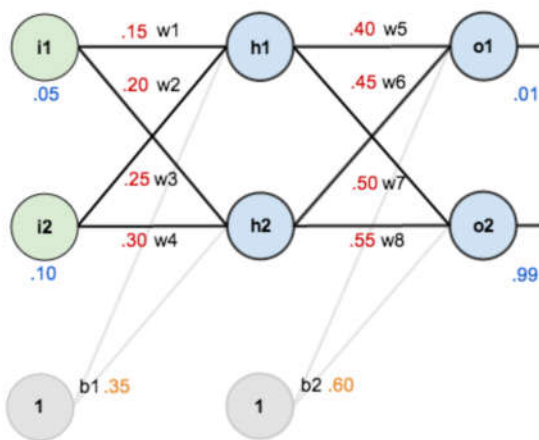 i1 .15 w1 h1 .40 w5 o1
.05 .20 w2 .45 w6 .01
.25 w3 .50 w7
i2 .30 w4 h2 .55 w8 o2
.10 .99
1 b1 .35 1 b2 .60